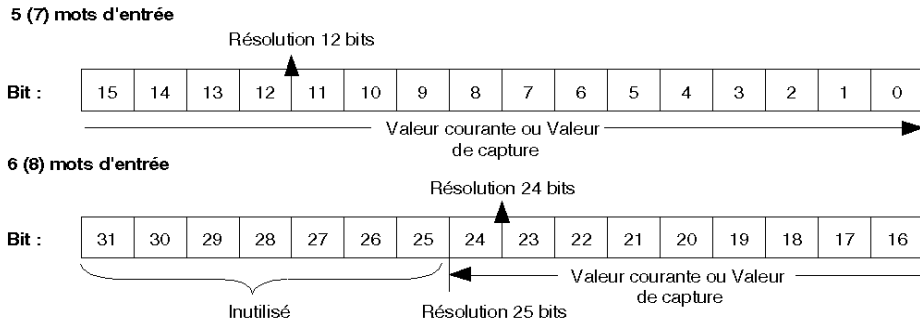 5 (7) mots d'entrée
Résolution 12 bits
Bit : 15 14 13 12 11 10 9 8 7 6 5 4 3 2 1 0
Valeur courante ou Valeur
de capture
6 (8) mots d'entrée
Résolution 24 bits
Bit : 31 30 29 28 27 26 25 24 23 22 21 20 19 18 17 16
Valeur courante ou Valeur
de capture
Inutilisé
Résolution 25 bits